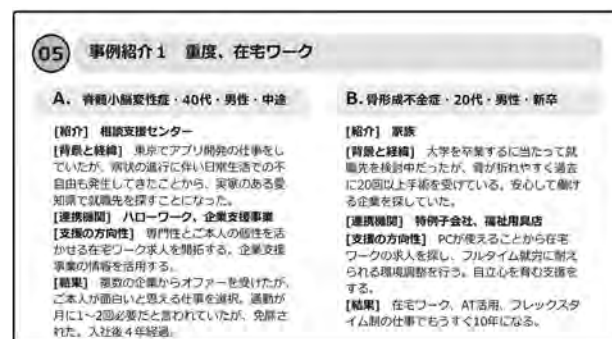 05 事例紹介1 重度、在宅ワーク
A. 脊髄小脳変性症・40代・男性・中途
[紹介] 相談支援センター
[背景と経緯] 東京でアプリ開発の仕事をし
ていたが、病状の進行に伴い日常生活での不
自由も発生してきたことから、実家のある愛
知県で就職先を探すことになった。
[連携機関] ハローワーク、企業支援事業
[支援の方向性] 専門性とご本人の個性を活
かせる在宅ワーク求人を開拓する。企業支援
事業の情報を活用する。
[結果] 複数の企業からオファーを受けたが、
ご本人が面白いと思える仕事を選択。通勤が
月に1~2回必要だと言われていたが、免除さ
れた。入社後4年経過。
B. 骨形成不全症・20代・男性・新卒
[紹介] 家族
[背景と経緯] 大学を卒業するに当たって就
職先を検討中だったが、骨が折れやすく過去
に20回以上手術を受けている。安心して働け
る企業を探していた。
[連携機関] 特例子会社、福祉用具店
[支援の方向性] PCが使えることから在宅
ワークの求人を探し、フルタイム就労に耐え
られる環境調整を行う。自立心を育む支援を
する。
[結果] 在宅ワーク、AT活用、フレックスタ
イム制の仕事でもうすぐ10年になる。